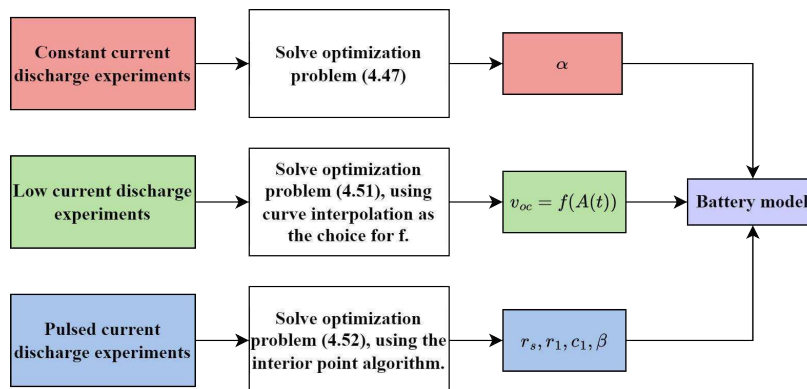 Constant current
discharge experiments
Solve optimization
problem (4.47)
α
Low current discharge
experiments
Solve optimization
problem (4.51), using
curve interpolation as
the choice for f.
v_{oc} = f(A(t))
Battery model
Pulsed current
discharge experiments
Solve optimization
problem (4.52), using the
interior point algorithm.
r_s, r_1, c_1, β